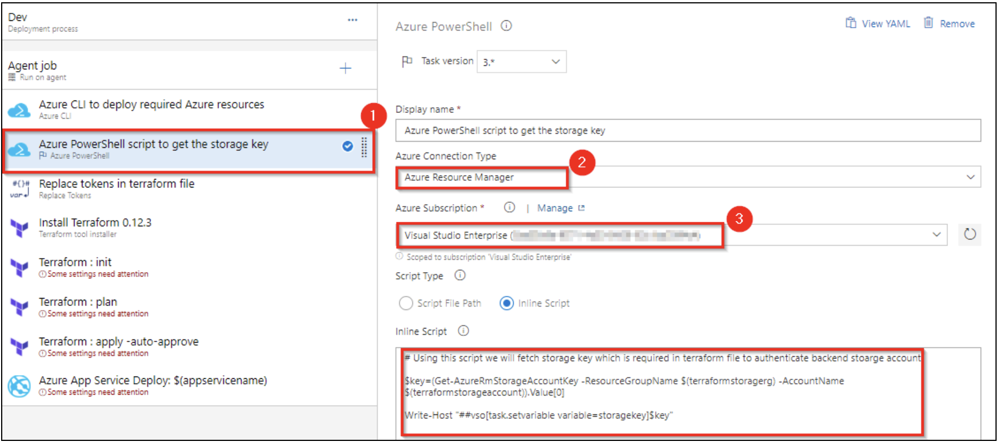 Dev
Deployment process
...
Agent job
Run on agent
Azure CLI to deploy required Azure resources
Azure CLI
1
Azure PowerShell script to get the storage key
Azure PowerShell
#{}#
var
Replace tokens in terraform file
Replace Tokens
Install Terraform 0.12.3
Terraform tool installer
Terraform : init
Some settings need attention
Terraform : plan
Some settings need attention
Terraform : apply -auto-approve
Some settings need attention
Azure App Service Deploy: $(appservicename)
Some settings need attention
Azure PowerShell
View YAML
Remove
Task version
3.*
Display name *
Azure PowerShell script to get the storage key
Azure Connection Type
2
Azure Resource Manager
Azure Subscription * | Manage
3
Visual Studio Enterprise (
)
Scoped to subscription 'Visual Studio Enterprise'
Script Type
Script File Path
Inline Script
Inline Script
# Using this script we will fetch storage key which is required in terraform file to authenticate backend stoarge account
$key=(Get-AzureRmStorageAccountKey -ResourceGroupName $(terraformstoragerg) -AccountName
$(terraformstorageaccount)).Value[0]
Write-Host "##vso[task.setvariable variable=storagekey]$key"